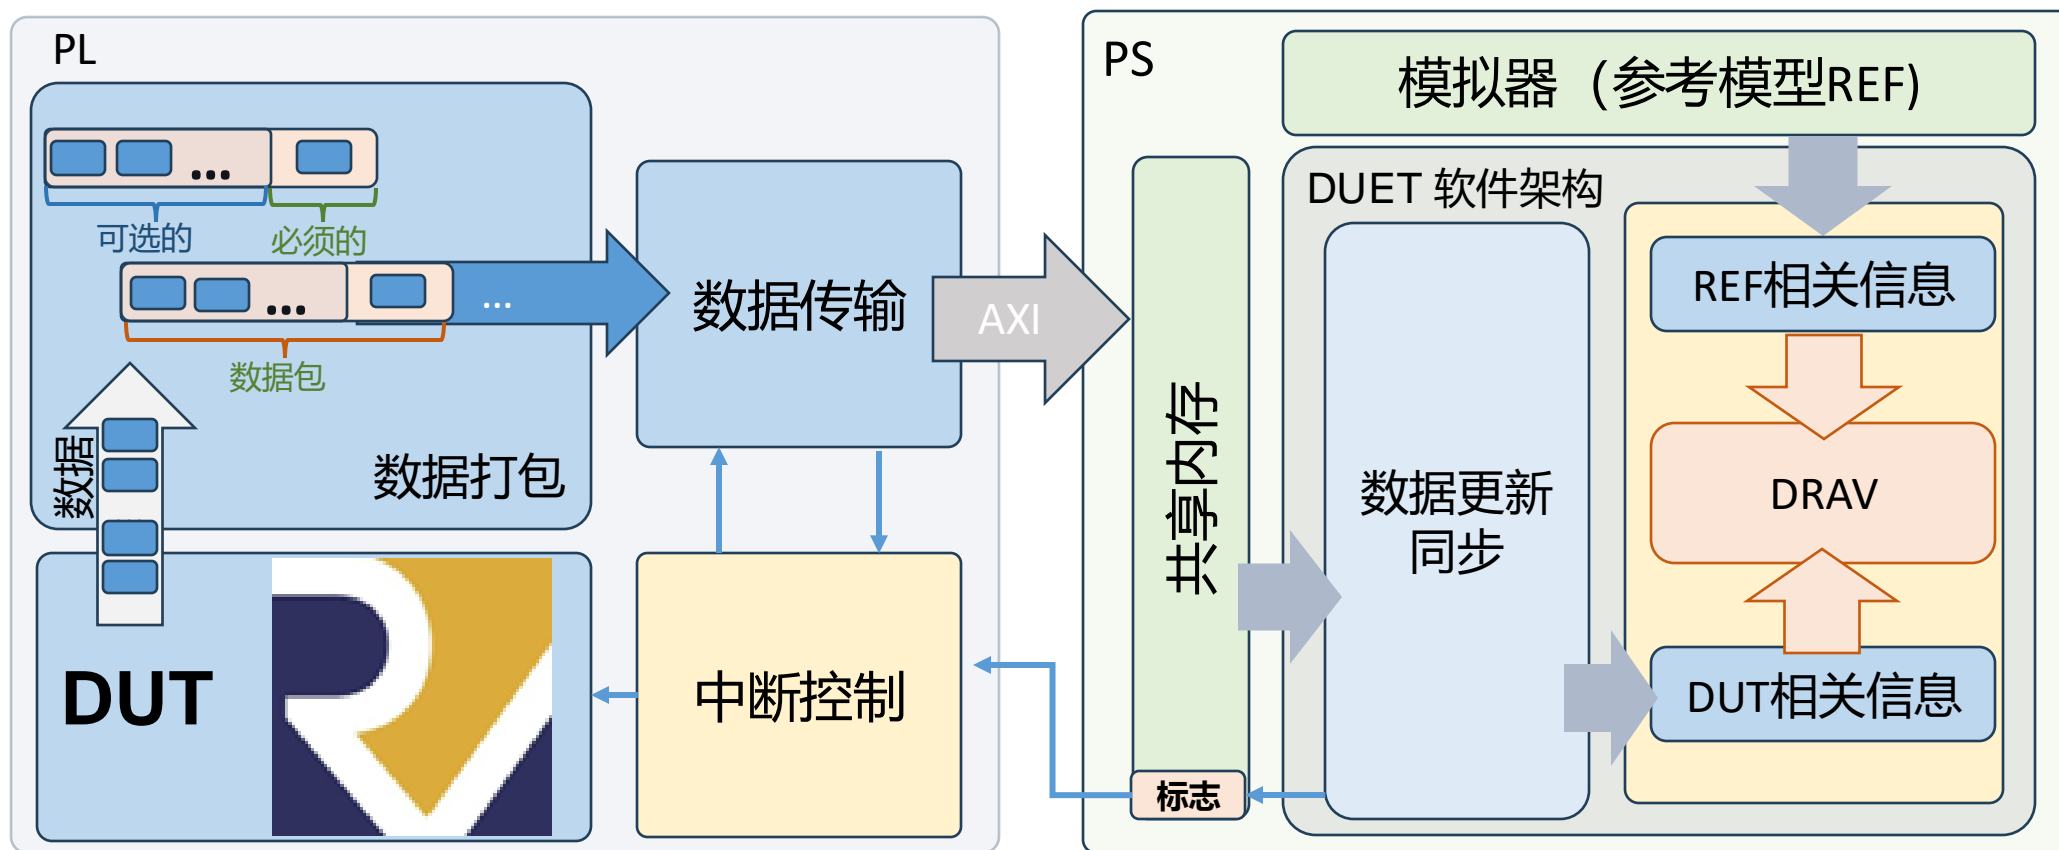 PL
可选的
必须的
...
数据包
数据
数据打包
数据传输
AXI
DUT
中断控制
PS
模拟器（参考模型REF)
共享内存
标志
DUET 软件架构
数据更新
同步
REF相关信息
DRAV
DUT相关信息